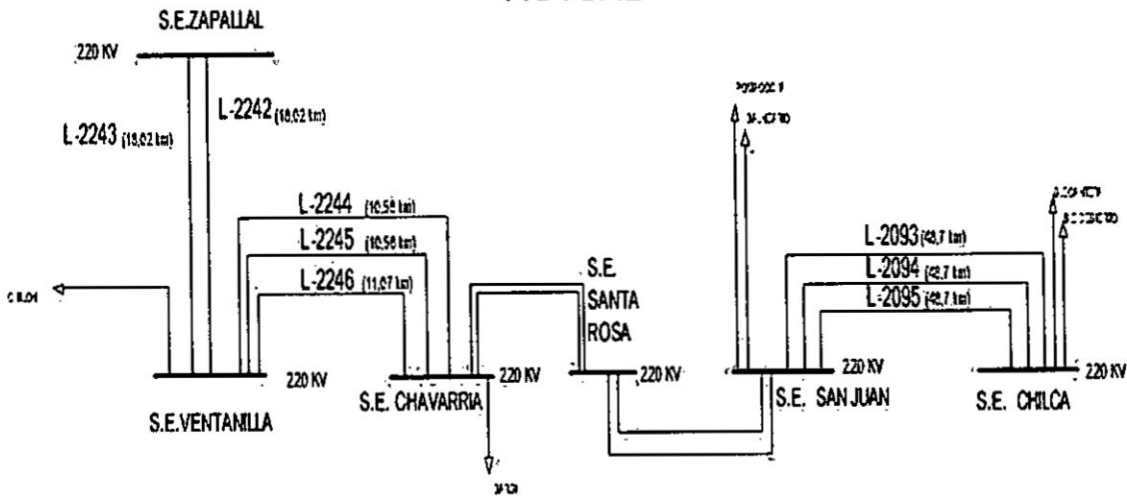 S.E.ZAPALLAL
220 KV
L-2242 (18,02 km)
L-2243 (18,02 km)
L-2244 (10,58 km)
L-2245 (10,58 km)
L-2246 (11,07 km)
S.E.
SANTA
ROSA
L-2093 (48,7 km)
L-2094 (48,7 km)
L-2095 (48,7 km)
220 KV
220 KV
220 KV
220 KV
220 KV
S.E.VENTANILLA
S.E. CHAVARRIA
S.E. SAN JUAN
S.E. CHILCA